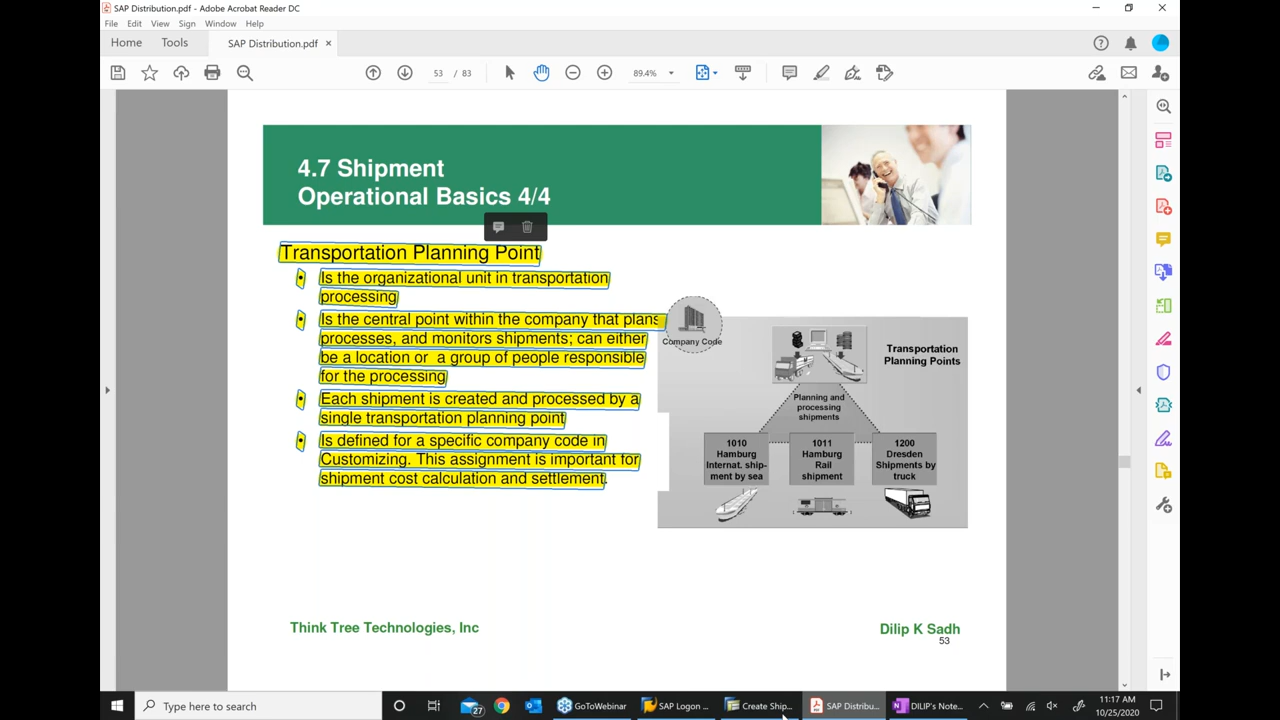 SAP Distribution.pdf - Adobe Acrobat Reader DC
File Edit View Sign Window Help
Home Tools SAP Distribution.pdf ×
53 / 83 89.4%
4.7 Shipment
Operational Basics 4/4
Transportation Planning Point
• Is the organizational unit in transportation
processing
• Is the central point within the company that plans
processes, and monitors shipments; can either
be a location or a group of people responsible
for the processing
• Each shipment is created and processed by a
single transportation planning point
• Is defined for a specific company code in
Customizing. This assignment is important for
shipment cost calculation and settlement.
Company Code
Transportation
Planning Points
Planning and
processing
shipments
1010
Hamburg
Internat. ship-
ment by sea
1011
Hamburg
Rail
shipment
1200
Dresden
Shipments by
truck
Think Tree Technologies, Inc
Dilip K Sadh
53
Type here to search
27
GoToWebinar
SAP Logon ...
Create Ship...
SAP Distribu...
DILIP's Note...
11:17 AM
10/25/2020